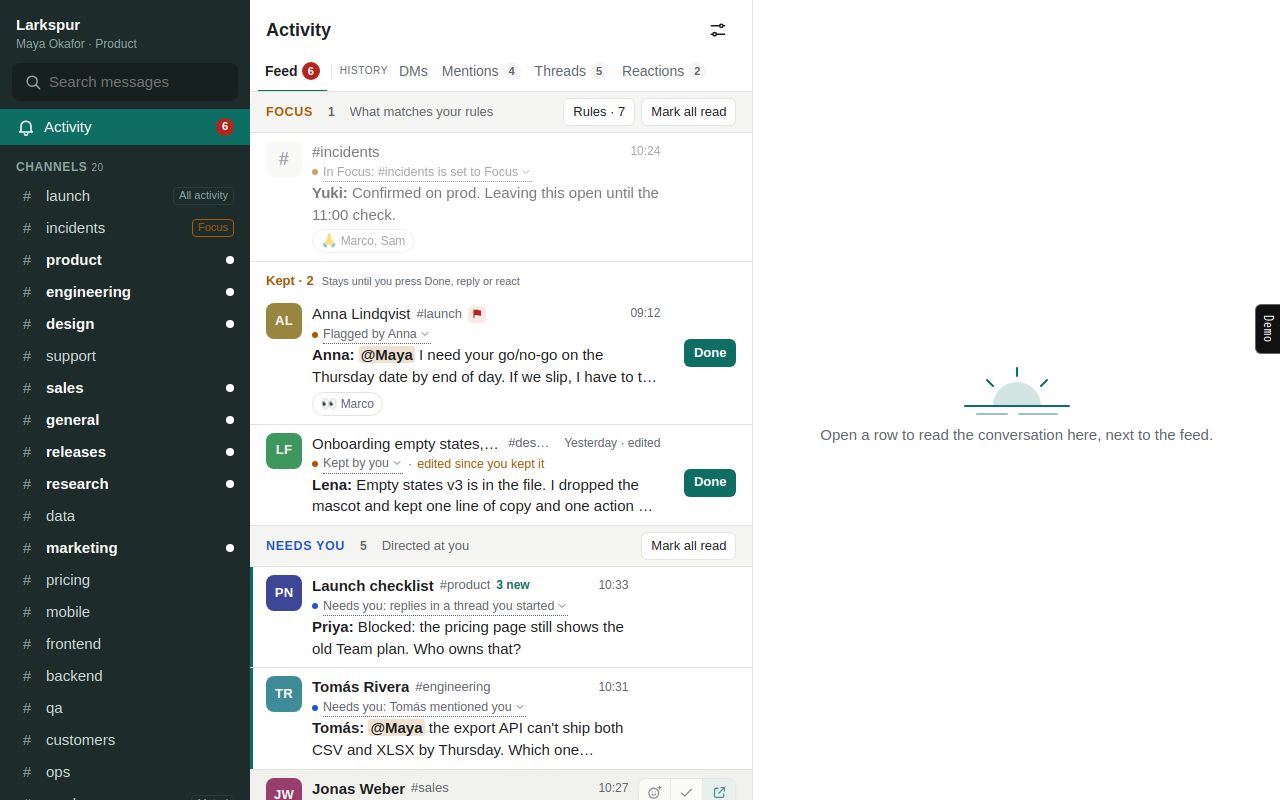 Larkspur
Maya Okafor · Product
Search messages
Activity 6
CHANNELS 20
# launch All activity
# incidents Focus
# product
# engineering
# design
# support
# sales
# general
# releases
# research
# data
# marketing
# pricing
# mobile
# frontend
# backend
# qa
# customers
# ops
Activity
Feed 6 HISTORY DMs Mentions 4 Threads 5 Reactions 2
FOCUS 1 What matches your rules Rules · 7 Mark all read
# #incidents 10:24
In Focus: #incidents is set to Focus
Yuki: Confirmed on prod. Leaving this open until the
11:00 check.
🙏 Marco, Sam
Kept · 2 Stays until you press Done, reply or react
AL Anna Lindqvist #launch 09:12
Flagged by Anna
Anna: @Maya I need your go/no-go on the
Thursday date by end of day. If we slip, I have to t…
Done
👀 Marco
LF Onboarding empty states,… #des… Yesterday · edited
Kept by you · edited since you kept it
Lena: Empty states v3 is in the file. I dropped the
mascot and kept one line of copy and one action …
Done
NEEDS YOU 5 Directed at you Mark all read
PN Launch checklist #product 3 new 10:33
Needs you: replies in a thread you started
Priya: Blocked: the pricing page still shows the
old Team plan. Who owns that?
TR Tomás Rivera #engineering 10:31
Needs you: Tomás mentioned you
Tomás: @Maya the export API can't ship both
CSV and XLSX by Thursday. Which one…
JW Jonas Weber #sales 10:27
Open a row to read the conversation here, next to the feed.
Demo